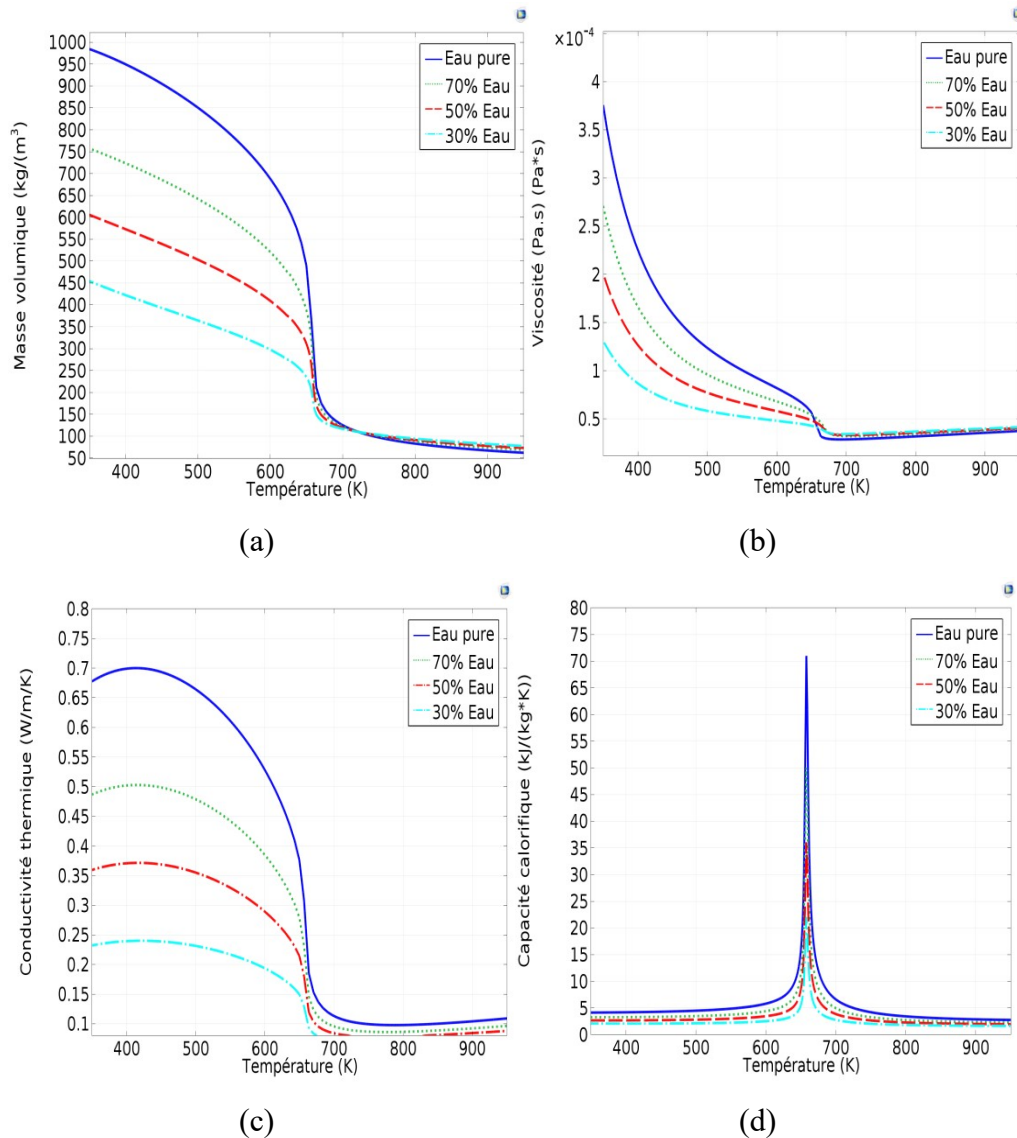 1000
950
900
850
800
750
700
650
600
550
500
450
400
350
300
250
200
150
100
50
Masse volumique (kg/(m³)
400 500 600 700 800 900
Température (K)
Eau pure
70% Eau
50% Eau
30% Eau
(a)
×10⁻⁴
4
3.5
3
2.5
2
1.5
1
0.5
Viscosité (Pa.s) (Pa*s)
400 500 600 700 800 900
Température (K)
Eau pure
70% Eau
50% Eau
30% Eau
(b)
0.8
0.75
0.7
0.65
0.6
0.55
0.5
0.45
0.4
0.35
0.3
0.25
0.2
0.15
0.1
Conductivité thermique (W/m/K)
400 500 600 700 800 900
Température (K)
Eau pure
70% Eau
50% Eau
30% Eau
(c)
80
75
70
65
60
55
50
45
40
35
30
25
20
15
10
5
0
Capacité calorifique (kJ/(kg*K))
400 500 600 700 800 900
Température (K)
Eau pure
70% Eau
50% Eau
30% Eau
(d)